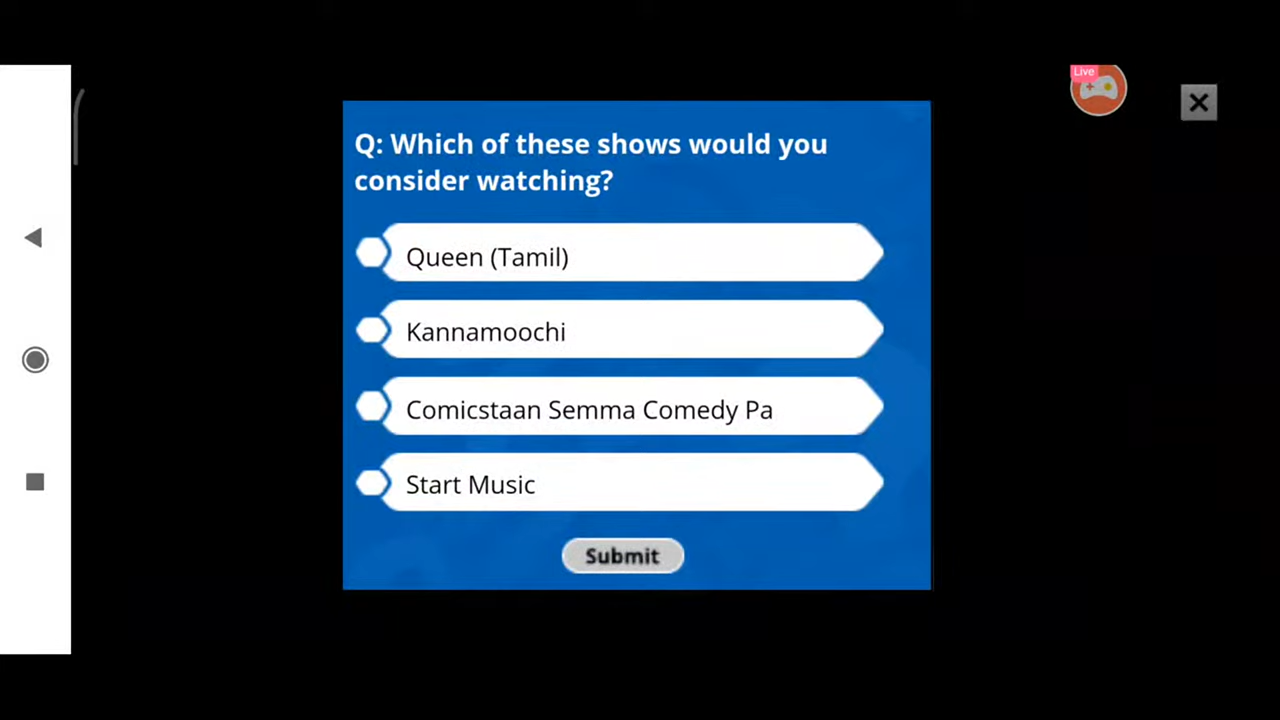 Live
Q: Which of these shows would you
consider watching?
Queen (Tamil)
Kannamoochi
Comicstaan Semma Comedy Pa
Start Music
Submit